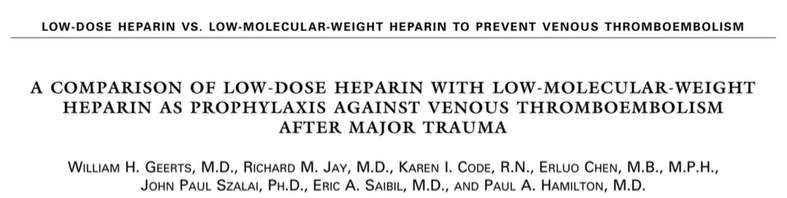 LOW-DOSE HEPARIN VS. LOW-MOLECULAR-WEIGHT HEPARIN TO PREVENT VENOUS THROMBOEMBOLISM
A COMPARISON OF LOW-DOSE HEPARIN WITH LOW-MOLECULAR-WEIGHT
HEPARIN AS PROPHYLAXIS AGAINST VENOUS THROMBOEMBOLISM
AFTER MAJOR TRAUMA
WILLIAM H. GEERTS, M.D., RICHARD M. JAY, M.D., KAREN I. CODE, R.N., ERLUO CHEN, M.B., M.P.H.,
JOHN PAUL SZALAI, PH.D., ERIC A. SAIBIL, M.D., AND PAUL A. HAMILTON, M.D.